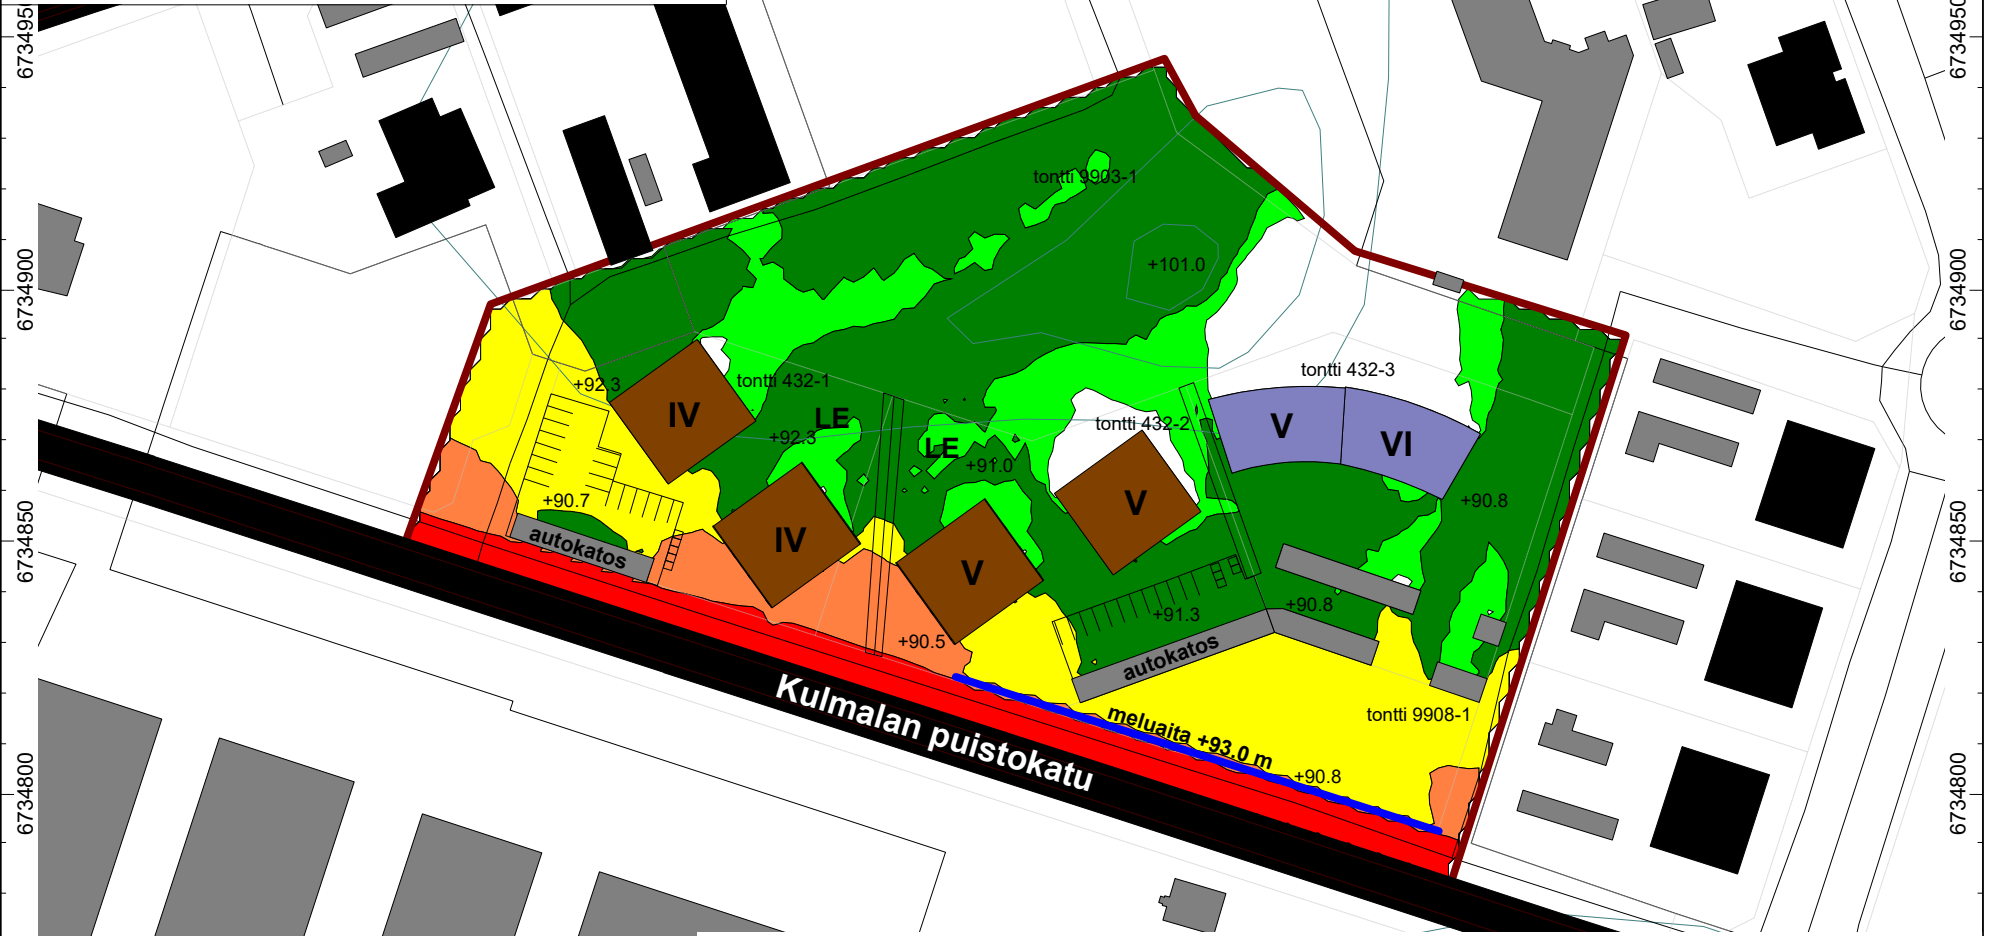 6734950
6734950
tontti 9903-1
+101.0
6734900
6734900
tontti 432-3
+92.3
tontti 432-1
IV
LE
tontti 432-2
V
VI
+92.3
LE
+91.0
+90.7
V
+90.8
6734850
6734850
autokatos
IV
V
+90.8
+91.3
+90.5
autokatos
tontti 9908-1
Kulmalan puistokatu
meluaita +93.0 m
+90.8
6734800
6734800